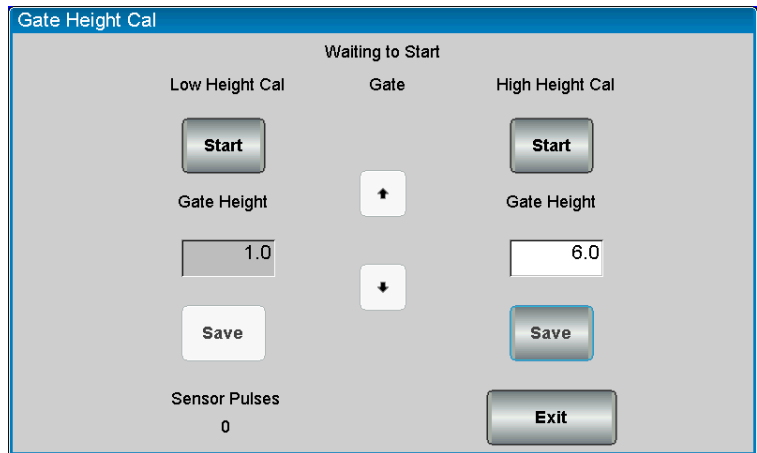 Gate Height Cal
Waiting to Start
Low Height Cal Gate High Height Cal
Start Start
Gate Height Gate Height
1.0 6.0
Save Save
Sensor Pulses
0
Exit